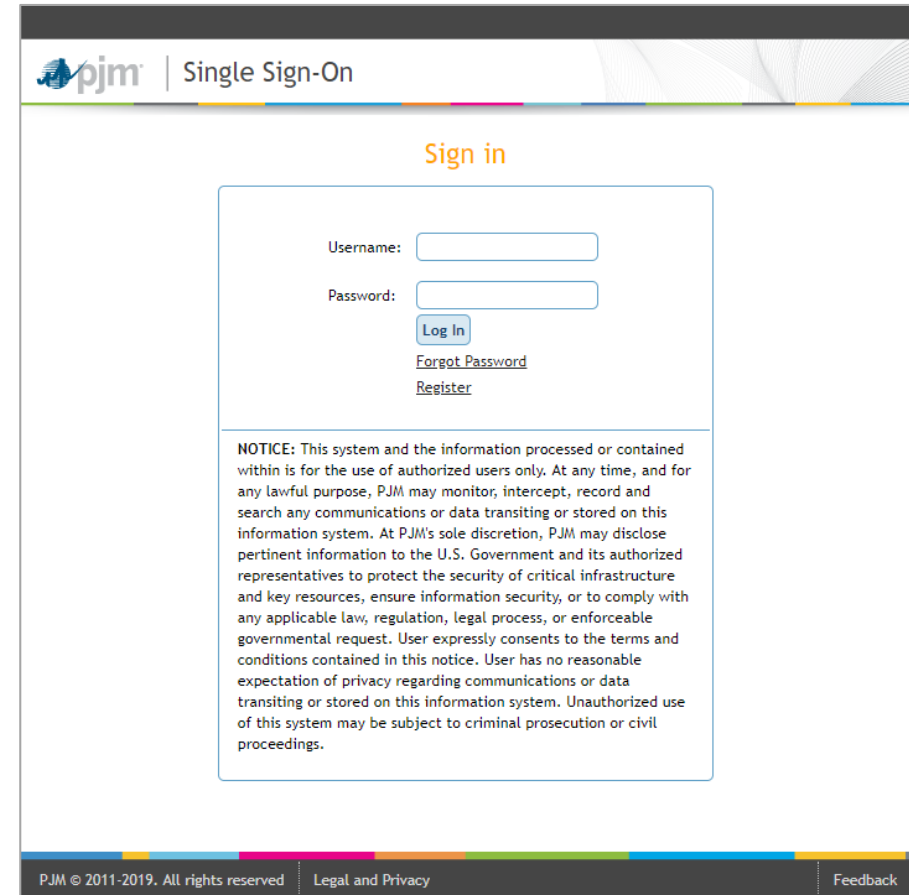 pjm Single Sign-On
Sign in
Username:
Password:
Log In
Forgot Password
Register
NOTICE: This system and the information processed or contained
within is for the use of authorized users only. At any time, and for
any lawful purpose, PJM may monitor, intercept, record and
search any communications or data transiting or stored on this
information system. At PJM's sole discretion, PJM may disclose
pertinent information to the U.S. Government and its authorized
representatives to protect the security of critical infrastructure
and key resources, ensure information security, or to comply with
any applicable law, regulation, legal process, or enforceable
governmental request. User expressly consents to the terms and
conditions contained in this notice. User has no reasonable
expectation of privacy regarding communications or data
transiting or stored on this information system. Unauthorized use
of this system may be subject to criminal prosecution or civil
proceedings.
PJM © 2011-2019. All rights reserved Legal and Privacy Feedback